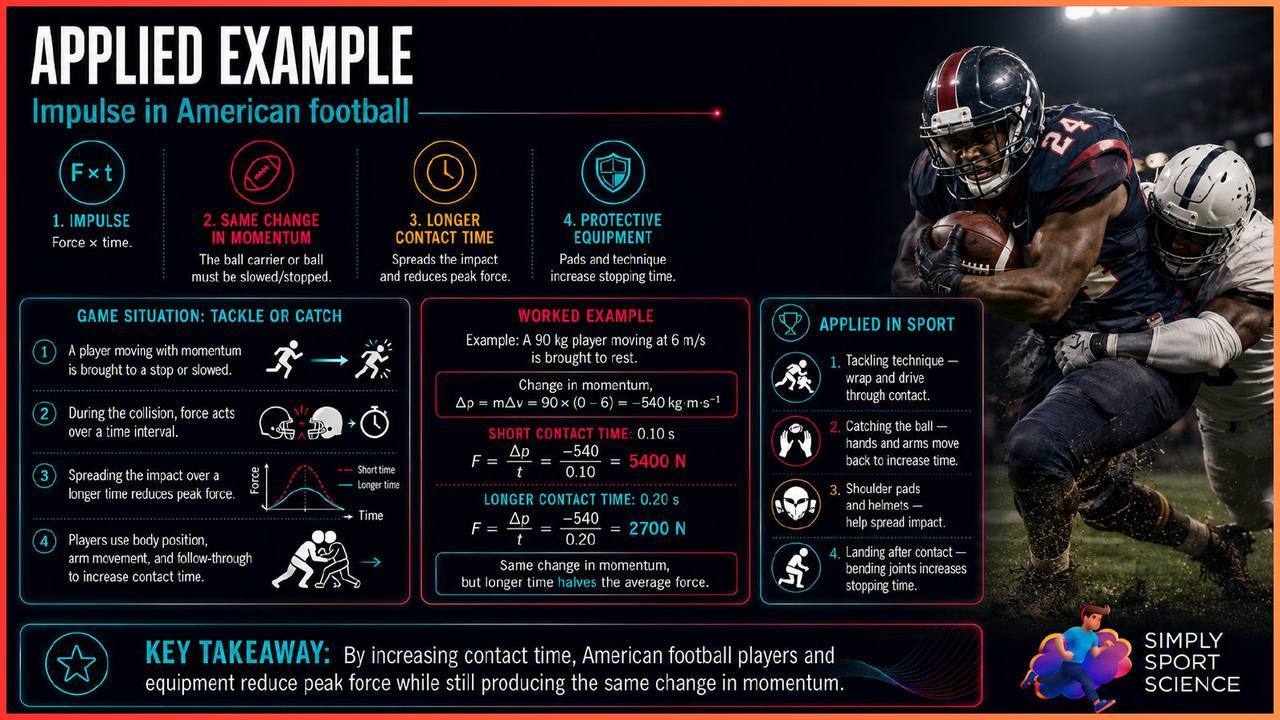 APPLIED EXAMPLE
Impulse in American football
F × t
1. IMPULSE
Force × time.
2. SAME CHANGE
IN MOMENTUM
The ball carrier or ball
must be slowed/stopped.
3. LONGER
CONTACT TIME
Spreads the impact
and reduces peak force.
4. PROTECTIVE
EQUIPMENT
Pads and technique
increase stopping time.
GAME SITUATION: TACKLE OR CATCH
1
A player moving with momentum
is brought to a stop or slowed.
2
During the collision, force acts
over a time interval.
3
Spreading the impact over a
longer time reduces peak force.
Force
Short time
Longer time
Time
4
Players use body position,
arm movement, and follow-through
to increase contact time.
WORKED EXAMPLE
Example: A 90 kg player moving at 6 m/s
is brought to rest.
Change in momentum,
Δp = mΔv = 90 × (0 – 6) = –540 kg·m·s⁻¹
SHORT CONTACT TIME: 0.10 s
F = Δp/t = –540/0.10 = 5400 N
LONGER CONTACT TIME: 0.20 s
F = Δp/t = –540/0.20 = 2700 N
Same change in momentum,
but longer time halves the average force.
APPLIED IN SPORT
1. Tackling technique —
wrap and drive
through contact.
2. Catching the ball —
hands and arms move
back to increase time.
3. Shoulder pads
and helmets —
help spread impact.
4. Landing after contact —
bending joints increases
stopping time.
24
KEY TAKEAWAY: By increasing contact time, American football players and
equipment reduce peak force while still producing the same change in momentum.
SIMPLY
SPORT
SCIENCE